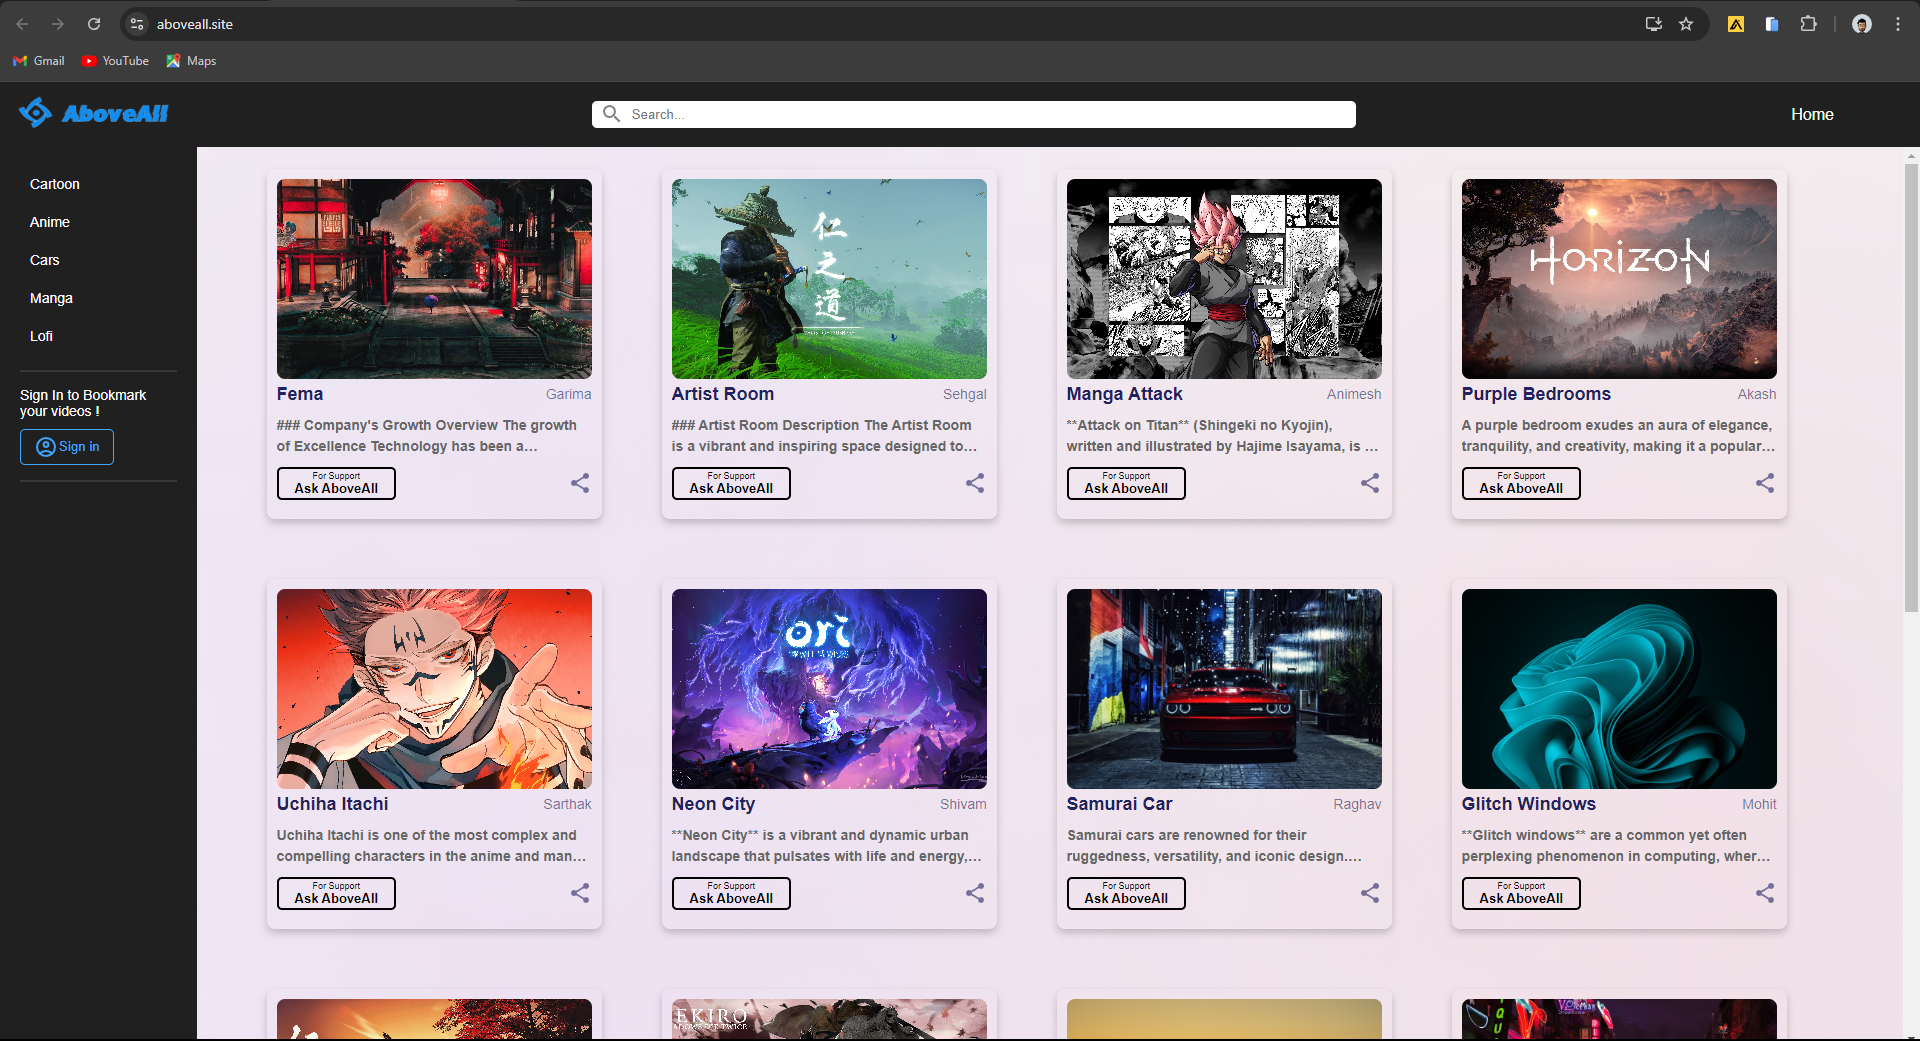 aboveall.site
Gmail
YouTube
Maps
AboveAll
Search...
Home
Cartoon
Anime
Cars
Manga
Lofi
Sign In to Bookmark
your videos !
Sign in
仁之道
HORIZON
Fema
Garima
### Company's Growth Overview The growth
of Excellence Technology has been a...
For Support
Ask AboveAll
Artist Room
Sehgal
### Artist Room Description The Artist Room
is a vibrant and inspiring space designed to...
For Support
Ask AboveAll
Manga Attack
Animesh
**Attack on Titan** (Shingeki no Kyojin),
written and illustrated by Hajime Isayama, is ...
For Support
Ask AboveAll
Purple Bedrooms
Akash
A purple bedroom exudes an aura of elegance,
tranquility, and creativity, making it a popular...
For Support
Ask AboveAll
ori
Uchiha Itachi
Sarthak
Uchiha Itachi is one of the most complex and
compelling characters in the anime and man...
For Support
Ask AboveAll
Neon City
Shivam
**Neon City** is a vibrant and dynamic urban
landscape that pulsates with life and energy,...
For Support
Ask AboveAll
Samurai Car
Raghav
Samurai cars are renowned for their
ruggedness, versatility, and iconic design....
For Support
Ask AboveAll
Glitch Windows
Mohit
**Glitch windows** are a common yet often
perplexing phenomenon in computing, wher...
For Support
Ask AboveAll
EKIRO